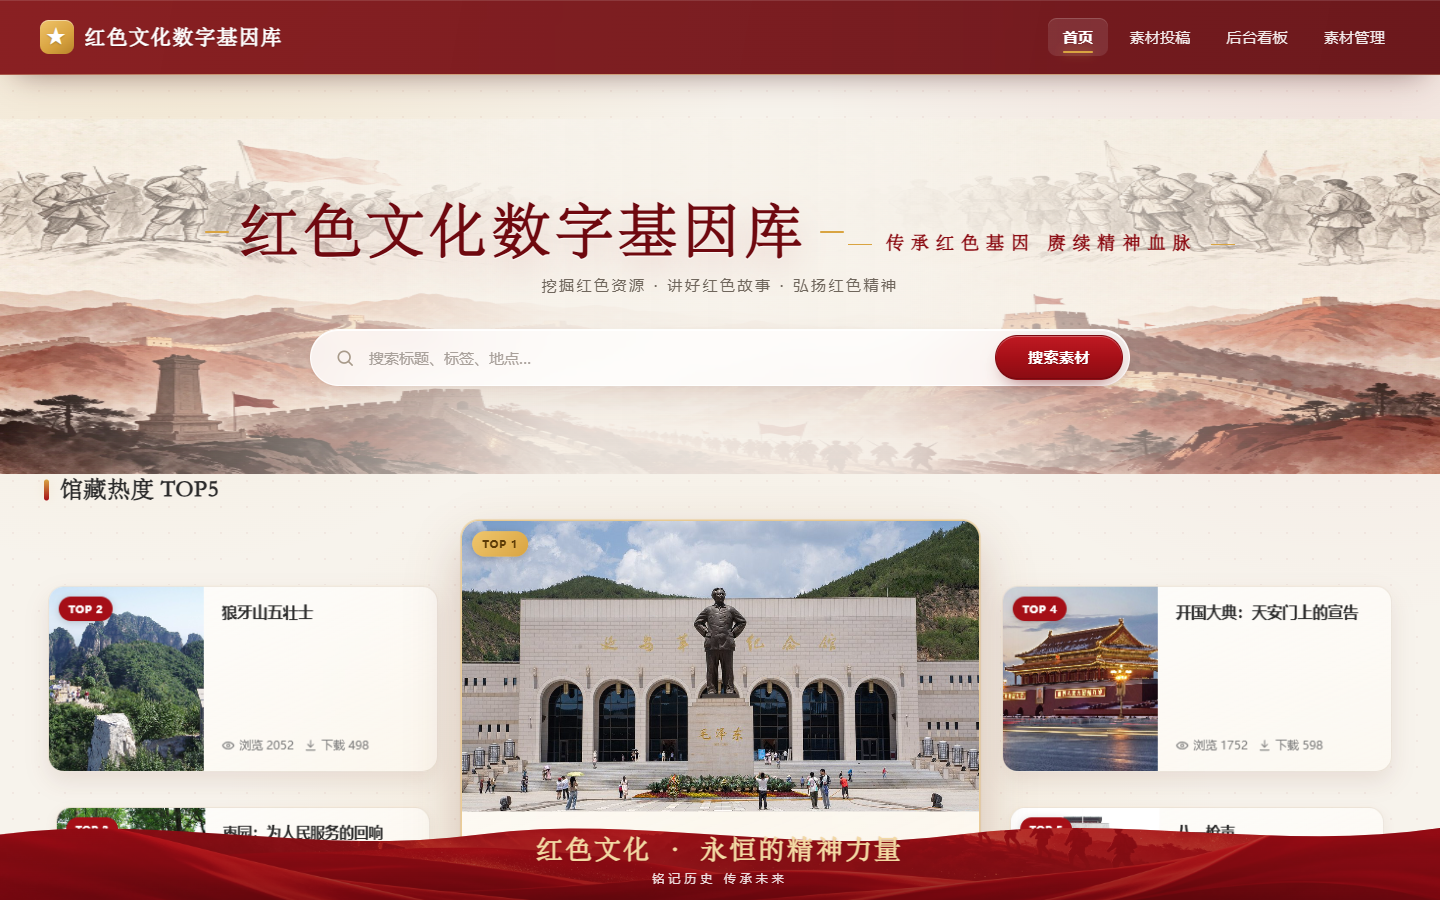 红色文化数字基因库
首页
素材投稿
后台看板
素材管理
红色文化数字基因库
传承红色基因 赓续精神血脉
挖掘红色资源 · 讲好红色故事 · 弘扬红色精神
搜索标题、标签、地点...
搜索素材
馆藏热度 TOP5
TOP 2
狼牙山五壮士
浏览 2052
下载 498
TOP 1
毛泽东
TOP 4
开国大典：天安门上的宣告
浏览 1752
下载 598
为人民服务的回响
红色文化 · 永恒的精神力量
铭记历史 传承未来